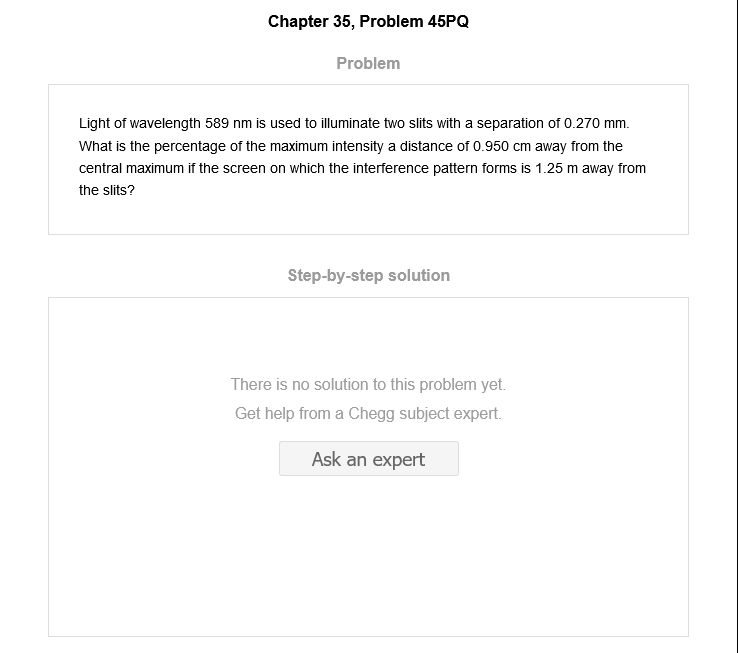 Chapter 35, Problem 45PQ
Problem
Light of wavelength 589 nm is used to illuminate two slits with a separation of 0.270 mm.
What is the percentage of the maximum intensity a distance of 0.950 cm away from the
central maximum if the screen on which the interference pattern forms is 1.25 m away from
the slits?
Step-by-step solution
There is no solution to this problem yet.
Get help from a Chegg subject expert.
Ask an expert